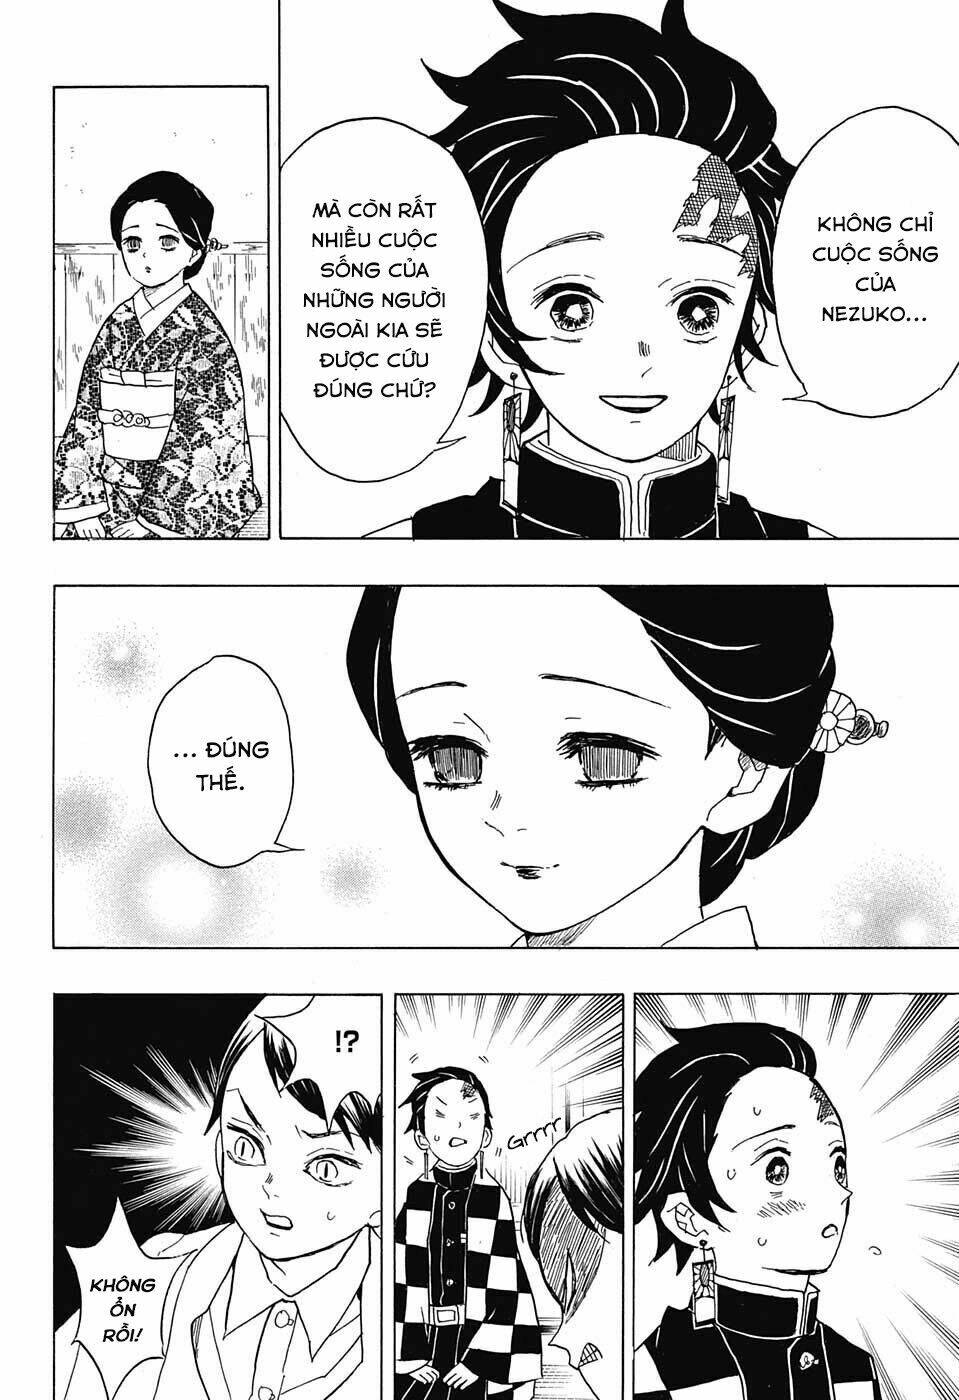 KHÔNG CHỈ
CUỘC SỐNG
CỦA
NEZUKO...
MÀ CÒN RẤT
NHIỀU CUỘC
SỐNG CỦA
NHỮNG NGƯỜI
NGOÀI KIA SẼ
ĐƯỢC CỨU
ĐÚNG CHỨ?
... ĐÚNG
THẾ.
Grrrr
!?
KHÔNG
ỔN
RỒI!